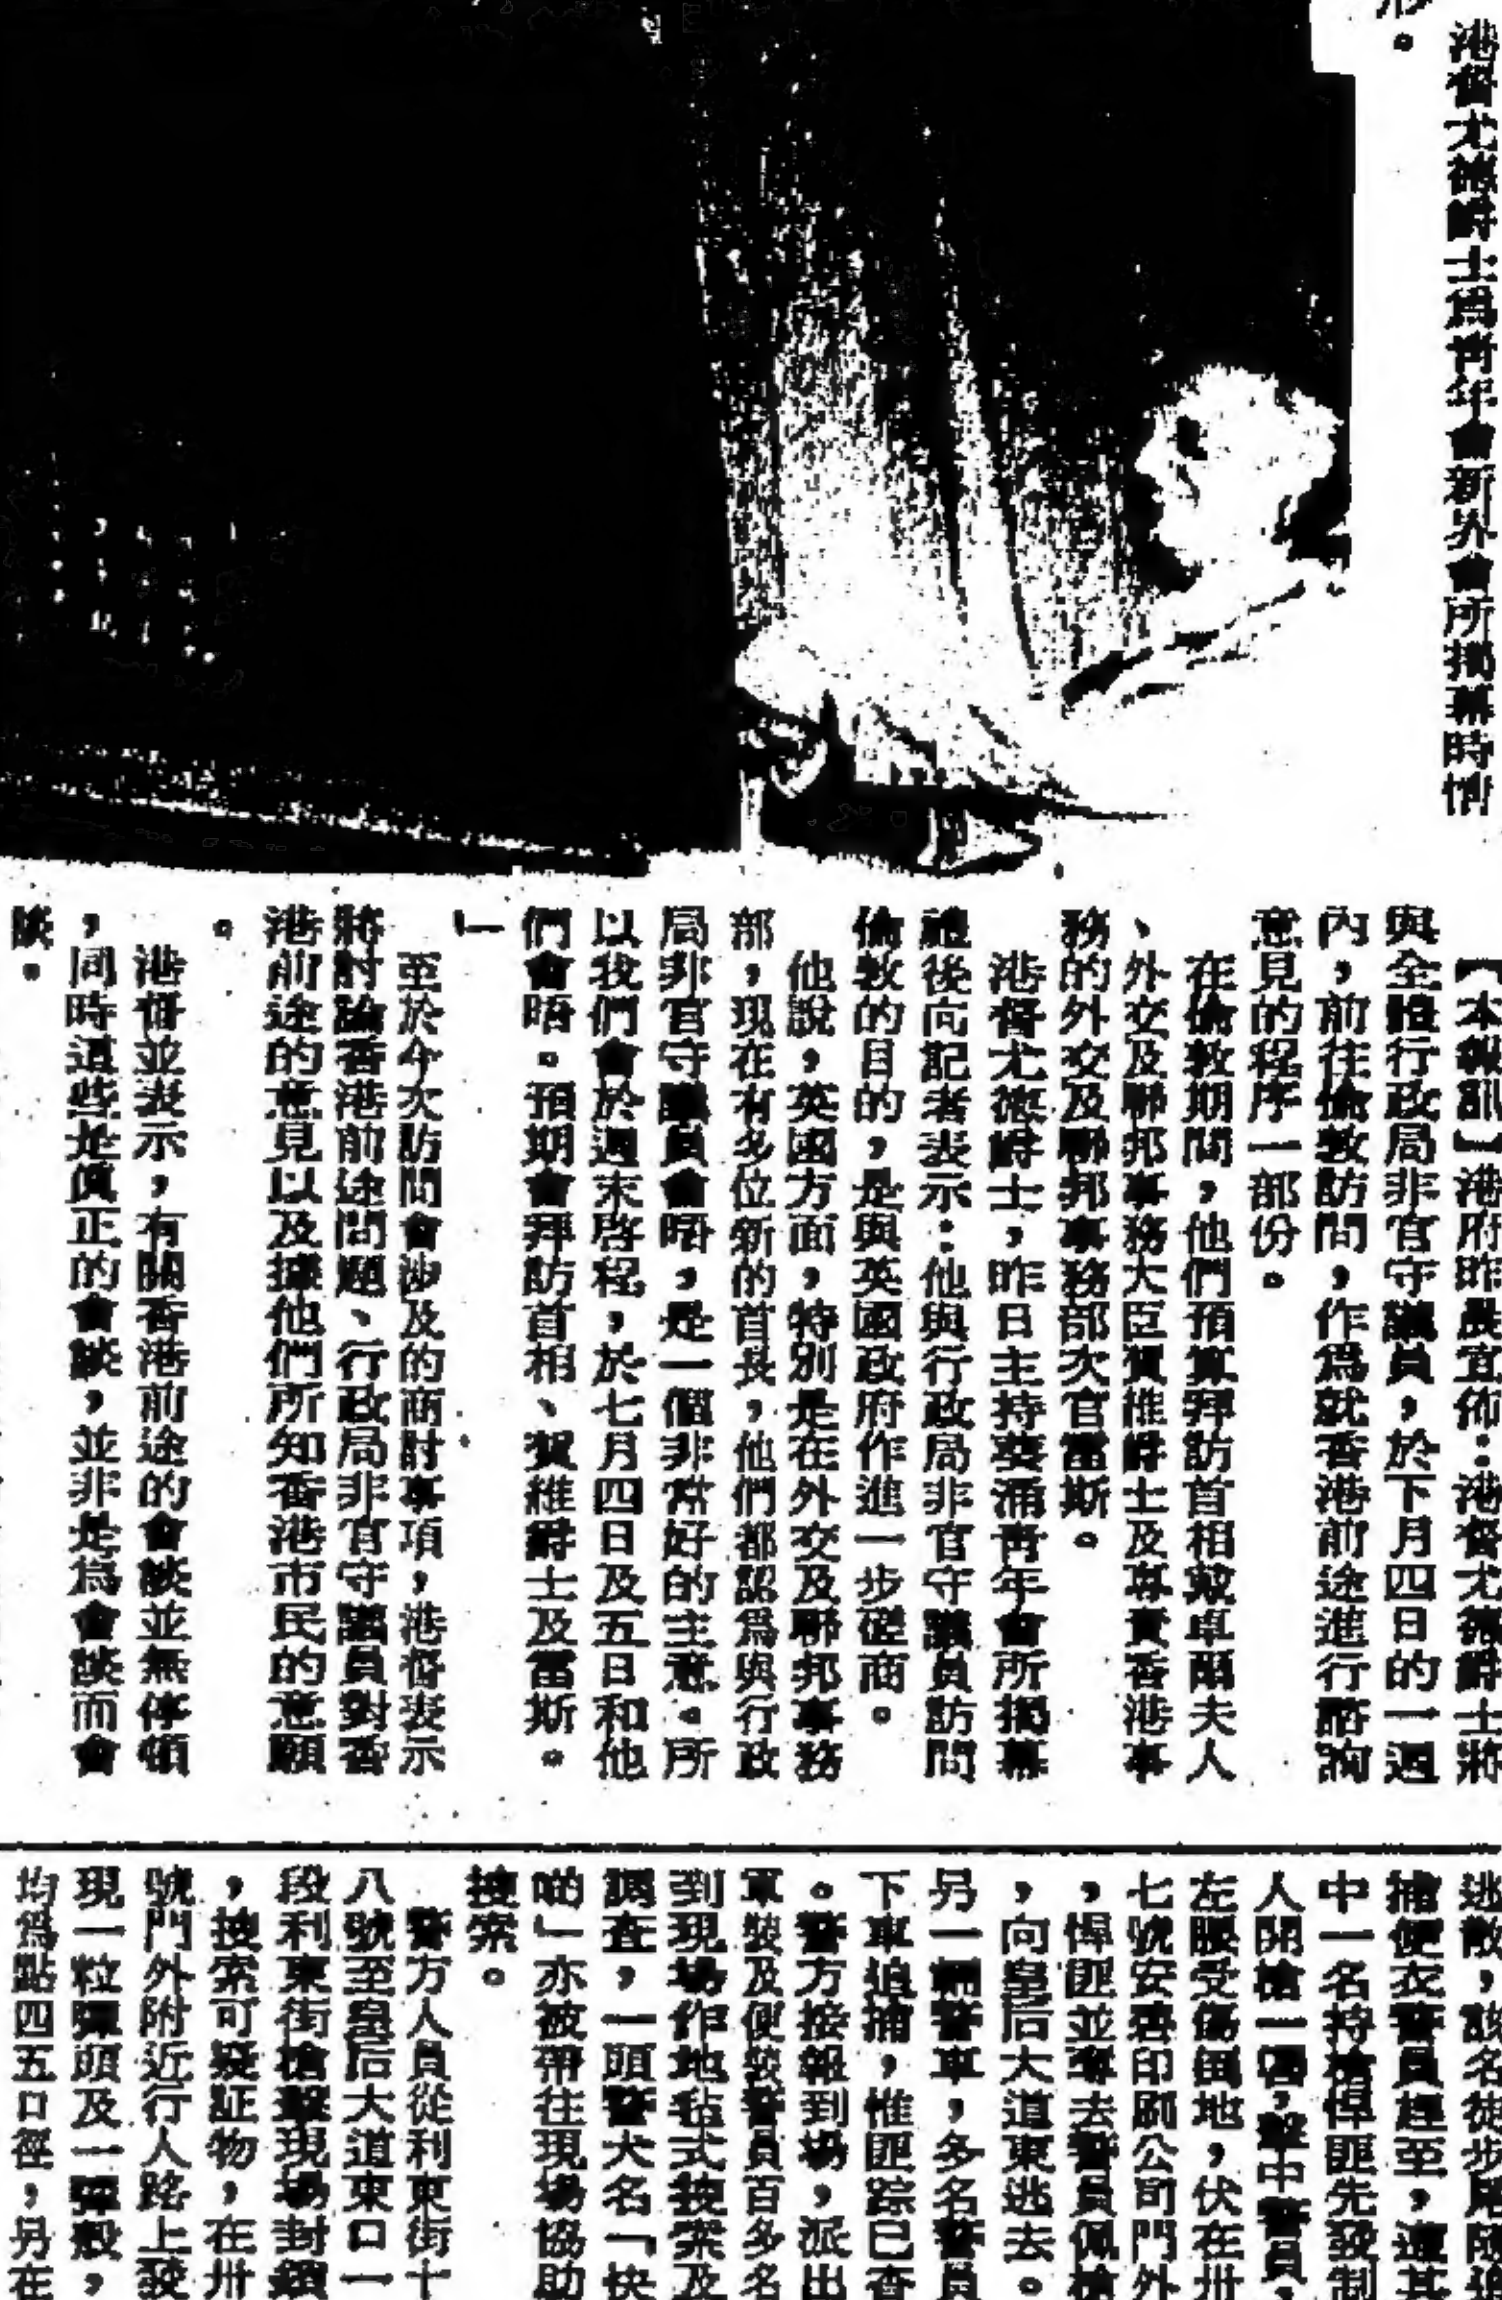 形。
港督尤德爵士爲青年會新界會所揭幕時情
【本報訊】港府昨晨宣佈:港督尤德爵士將
與全體行政局非官守議員,於下月四日的一週
內,前往倫敦訪問,作爲就香港前途進行諮詢
意見的程序一部份。
在倫敦期間,他們預算拜訪首相戴卓爾夫人
、外交及聯邦事務大臣賀維爵士及專責香港事
務的外交及聯邦事務部次官雷斯。
港督尤德爵士,昨日主持葵涌青年會所揭幕
禮後向記者表示:他與行政局非官守議員訪問
倫敦的目的,是與英國政府作進一步磋商。
他說,英國方面,特別是在外交及聯邦事務
部,現在有多位新的首長,他們都認爲與行政
局非官守議員會晤,是一個非常好的主意。所
以我們會於週末啓程,於七月四日及五日和他
們會晤。預期會拜訪首相、賀維爵士及雷斯。
」
至於今次訪問會涉及的商討事項,港督表示
將討論香港前途問題、行政局非官守議員對香
港前途的意見以及據他們所知香港市民的意願
。
港督並表示,有關香港前途的會談並無停頓
,同時這些是真正的會談,並非是爲會談而會
談。
逃散,該名徒步尾隨追
捕便衣警員趕至,遭其
中一名持槍悍匪先發制
人開槍一響,擊中警員,
左腰受傷倒地,伏在卅
七號安碧印刷公司門外
,悍匪並奪去警員佩槍
,向皇后大道東逃去。
另一輛警車,多名警員
下車追捕,惟匪踪已杳
。警方接報到場,派出
軍裝及便裝警員百多名
到現場作地毡式搜索及
調查,一頭警犬名「快
啲」亦被帶往現場協助
搜索。
警方人員從利東街十
八號至皇后大道東口一
段利東街槍擊現場封鎖
,搜索可疑証物,在卅
號門外附近行人路上發
現一粒彈頭及一彈殼,
均爲點四五口徑,另在